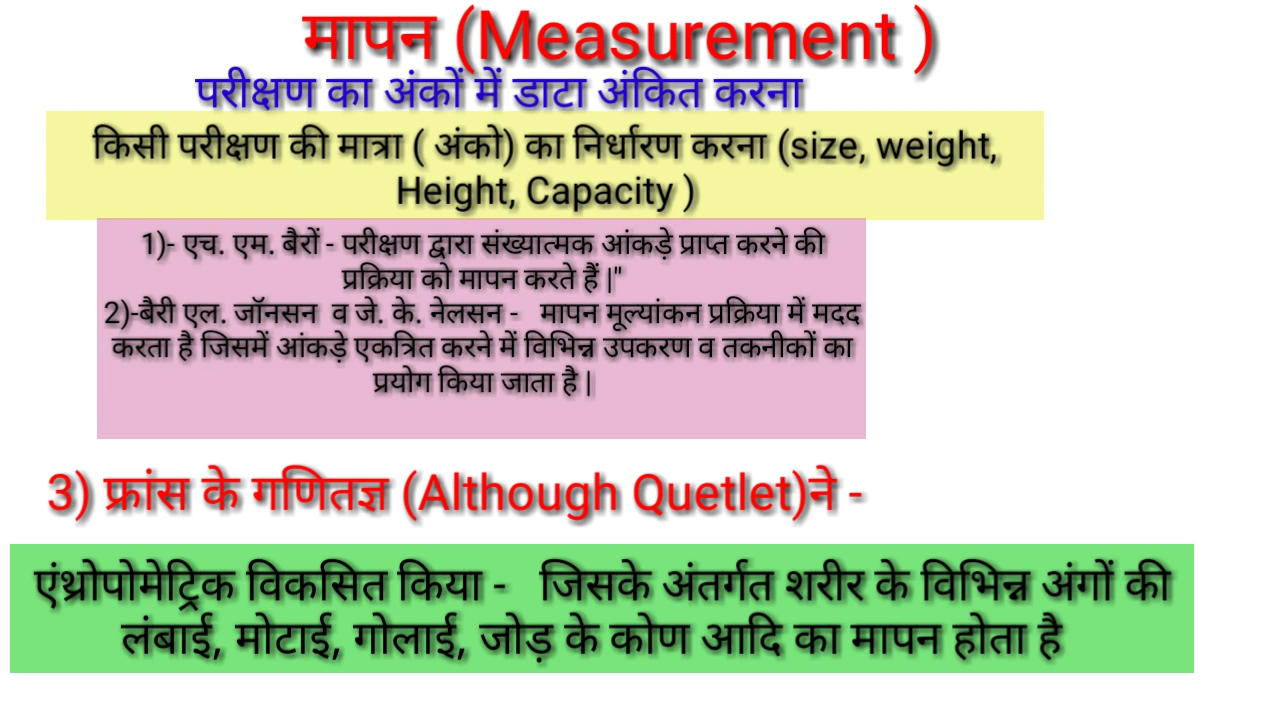 मापन (Measurement )
परीक्षण का अंकों में डाटा अंकित करना
किसी परीक्षण की मात्रा ( अंको) का निर्धारण करना (size, weight,
Height, Capacity )
1)- एच. एम. बैरों - परीक्षण द्वारा संख्यात्मक आंकड़े प्राप्त करने की
प्रक्रिया को मापन करते हैं |"
2)-बैरी एल. जॉनसन व जे. के. नेलसन - मापन मूल्यांकन प्रक्रिया में मदद
करता है जिसमें आंकड़े एकत्रित करने में विभिन्न उपकरण व तकनीकों का
प्रयोग किया जाता है |
3) फ्रांस के गणितज्ञ (Although Quetlet)ने -
एंथ्रोपोमेट्रिक विकसित किया - जिसके अंतर्गत शरीर के विभिन्न अंगों की
लंबाई, मोटाई, गोलाई, जोड़ के कोण आदि का मापन होता है